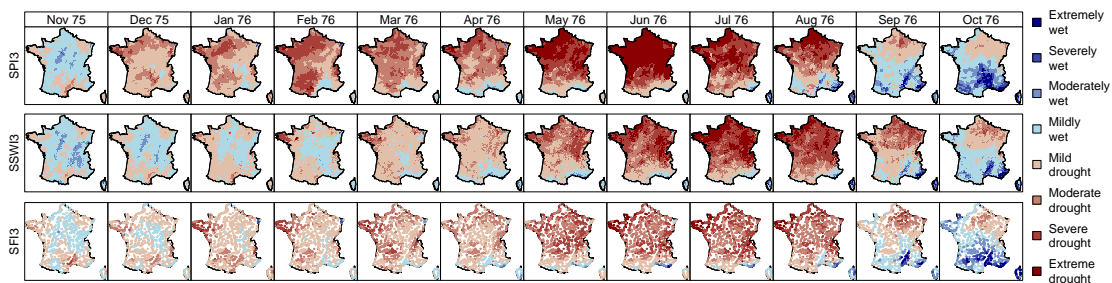 Nov 75 Dec 75 Jan 76 Feb 76 Mar 76 Apr 76 May 76 Jun 76 Jul 76 Aug 76 Sep 76 Oct 76
SPI3
SSWI3
SFI3
Extremely
wet
Severely
wet
Moderately
wet
Mildly
wet
Mild
drought
Moderate
drought
Severe
drought
Extreme
drought